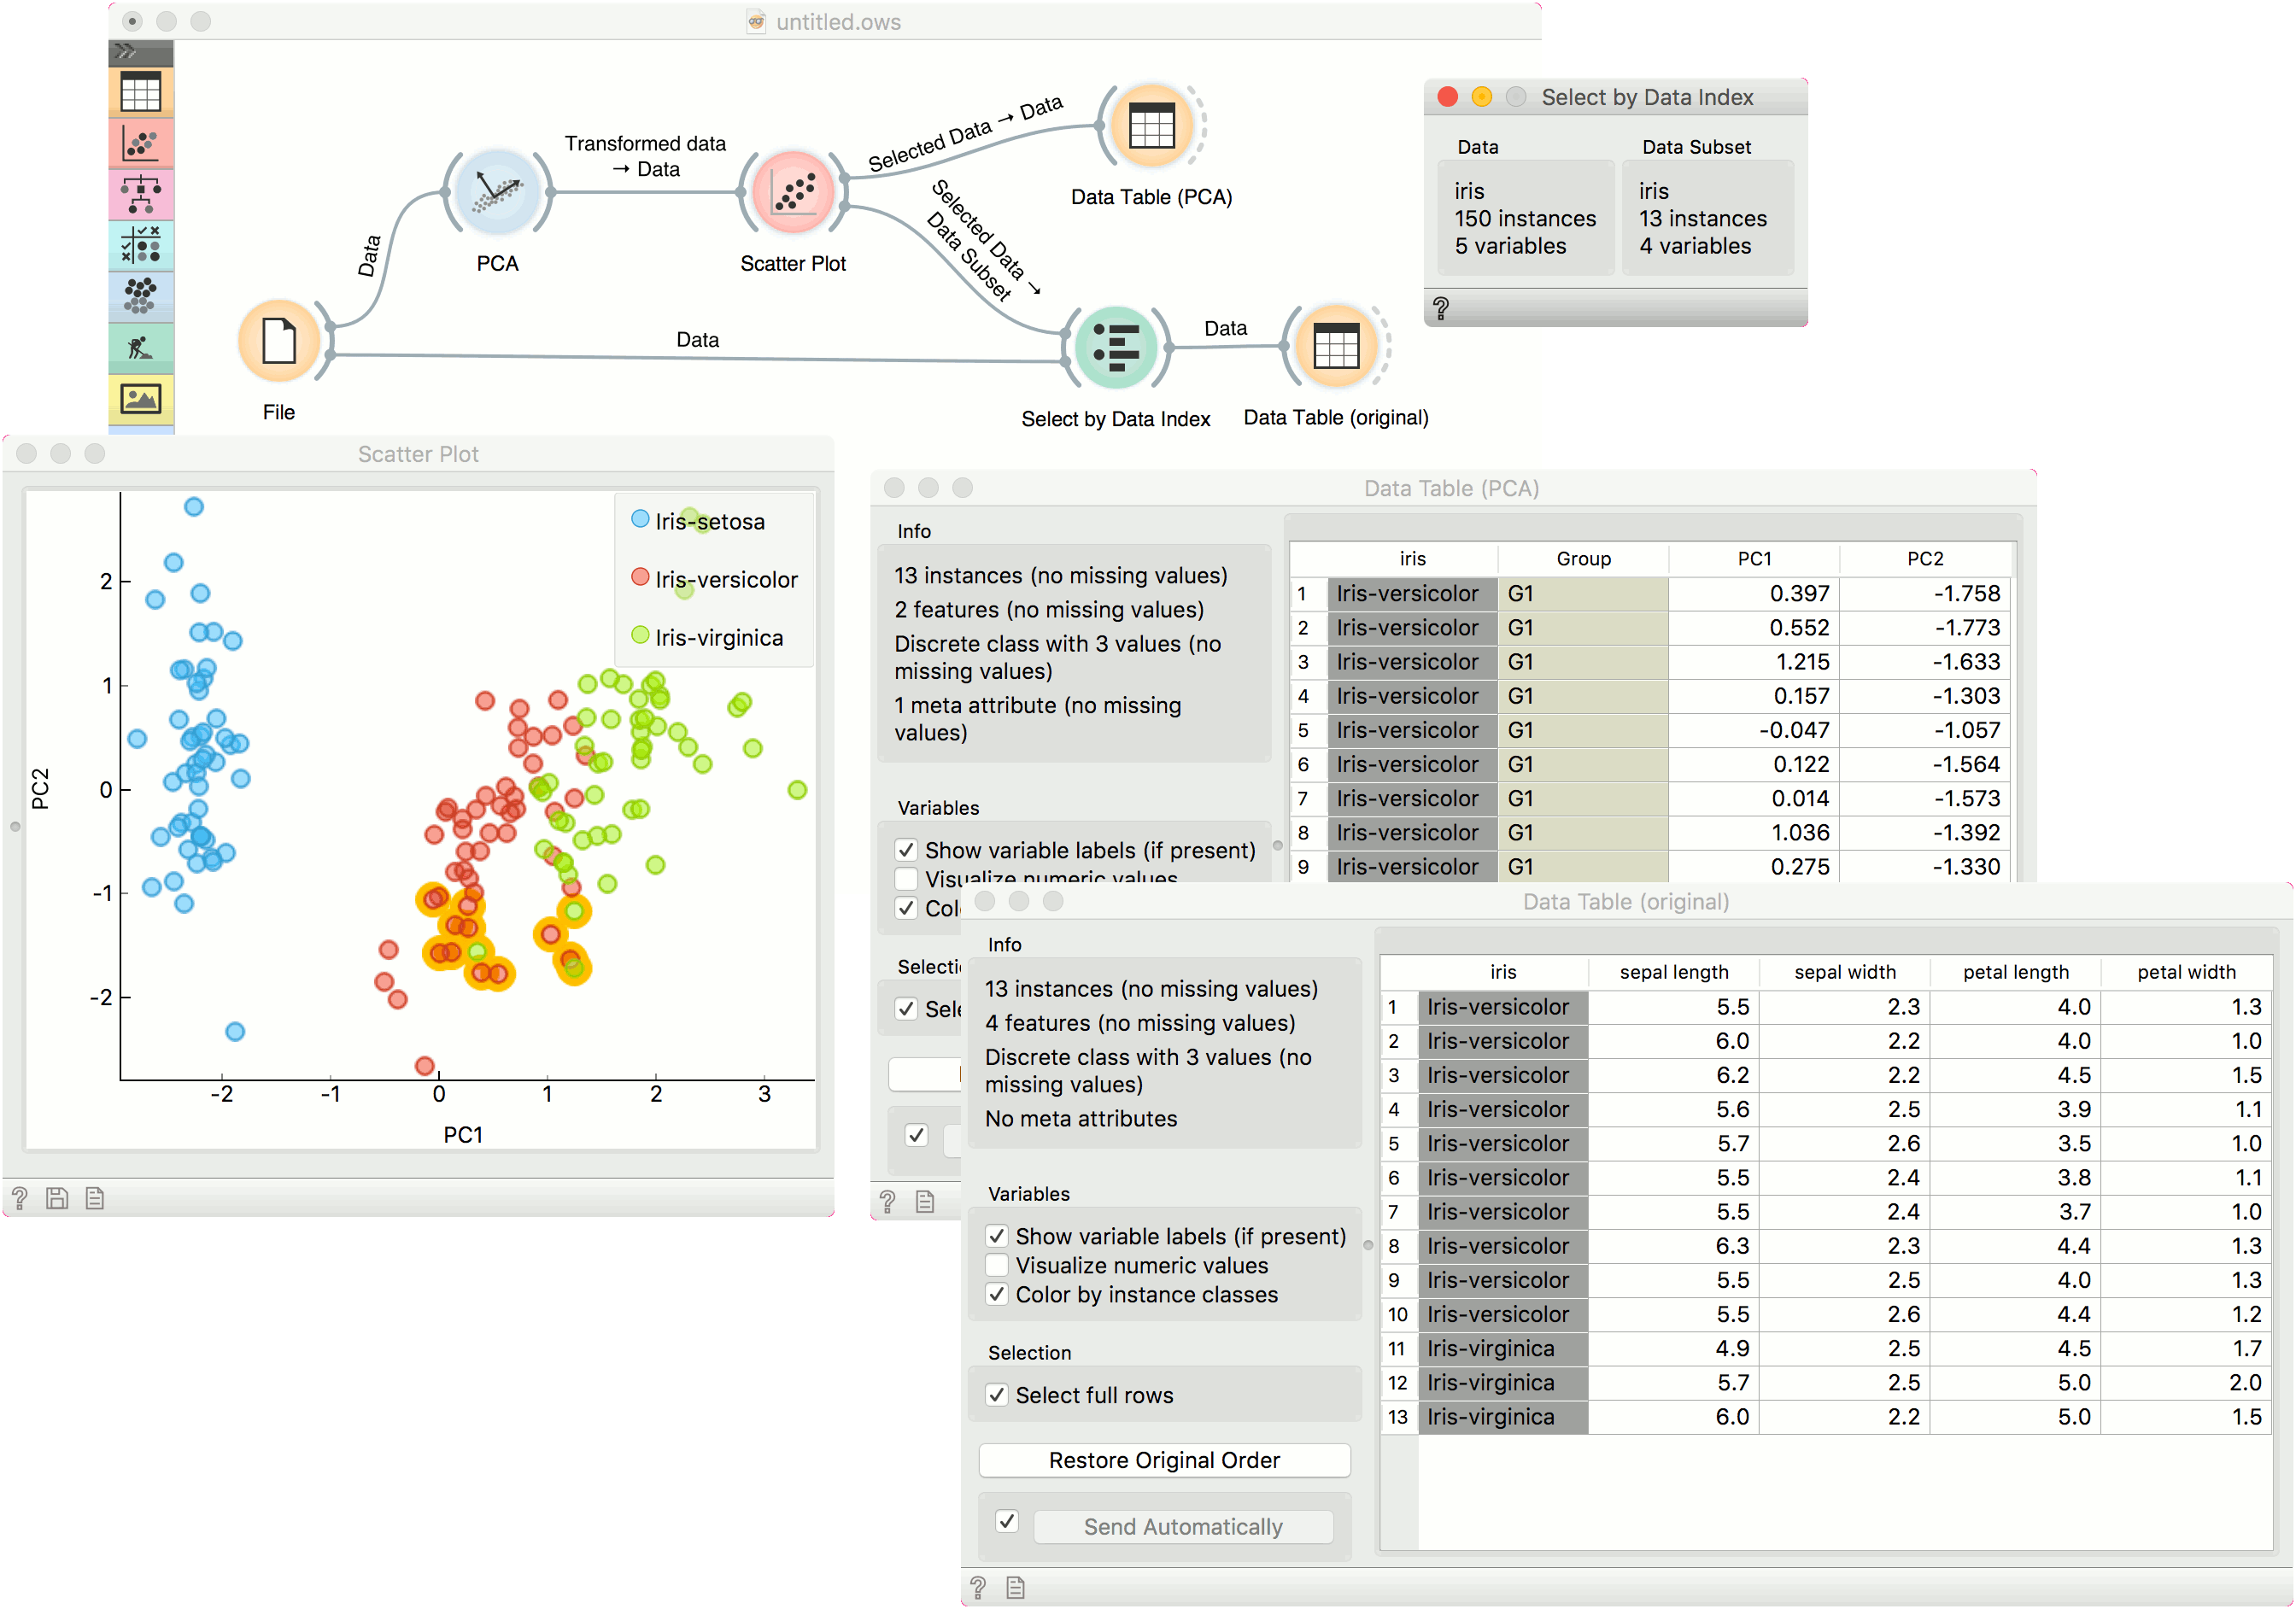 untitled.ows
Select by Data Index
Data
Data Subset
iris
150 instances
5 variables
iris
13 instances
4 variables
?
Transformed data
→ Data
Selected Data → Data
Selected Data →
Data Subset
Data
Data
Data
PCA
Scatter Plot
Data Table (PCA)
File
Select by Data Index
Data Table (original)
Scatter Plot
Iris-setosa
Iris-versicolor
Iris-virginica
PC2
2
1
0
-1
-2
-2 -1 0 1 2 3
PC1
?
Data Table (PCA)
Info
13 instances (no missing values)
2 features (no missing values)
Discrete class with 3 values (no
missing values)
1 meta attribute (no missing
values)
Variables
Show variable labels (if present)
Visualize numeric values
Col
Selecti
Sele
?
iris Group PC1 PC2
1 Iris-versicolor G1 0.397 -1.758
2 Iris-versicolor G1 0.552 -1.773
3 Iris-versicolor G1 1.215 -1.633
4 Iris-versicolor G1 0.157 -1.303
5 Iris-versicolor G1 -0.047 -1.057
6 Iris-versicolor G1 0.122 -1.564
7 Iris-versicolor G1 0.014 -1.573
8 Iris-versicolor G1 1.036 -1.392
9 Iris-versicolor G1 0.275 -1.330
Data Table (original)
Info
13 instances (no missing values)
4 features (no missing values)
Discrete class with 3 values (no
missing values)
No meta attributes
Variables
Show variable labels (if present)
Visualize numeric values
Color by instance classes
Selection
Select full rows
Restore Original Order
Send Automatically
?
iris sepal length sepal width petal length petal width
1 Iris-versicolor 5.5 2.3 4.0 1.3
2 Iris-versicolor 6.0 2.2 4.0 1.0
3 Iris-versicolor 6.2 2.2 4.5 1.5
4 Iris-versicolor 5.6 2.5 3.9 1.1
5 Iris-versicolor 5.7 2.6 3.5 1.0
6 Iris-versicolor 5.5 2.4 3.8 1.1
7 Iris-versicolor 5.5 2.4 3.7 1.0
8 Iris-versicolor 6.3 2.3 4.4 1.3
9 Iris-versicolor 5.5 2.5 4.0 1.3
10 Iris-versicolor 5.5 2.6 4.4 1.2
11 Iris-virginica 4.9 2.5 4.5 1.7
12 Iris-virginica 5.7 2.5 5.0 2.0
13 Iris-virginica 6.0 2.2 5.0 1.5